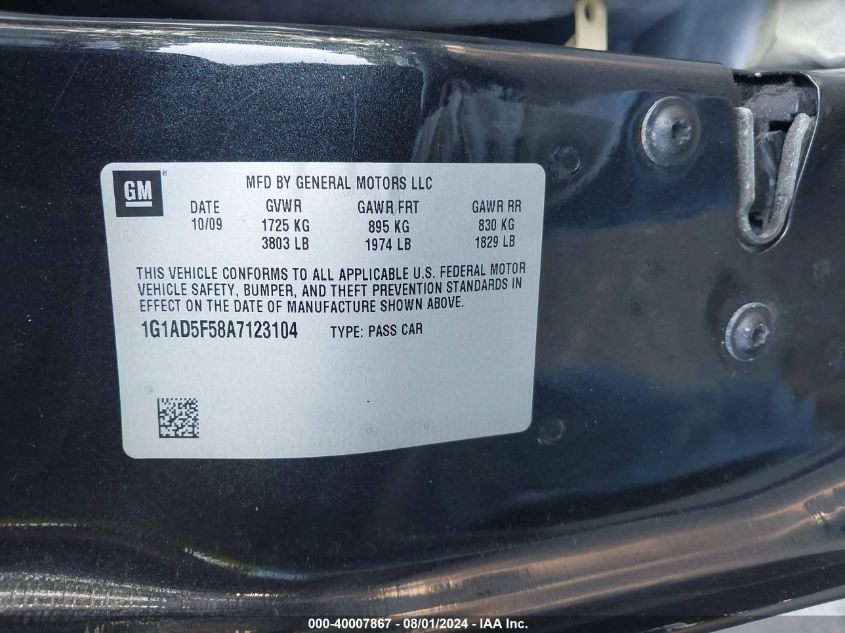 GM
MFD BY GENERAL MOTORS LLC
DATE GVWR GAWR FRT GAWR RR
10/09 1725 KG 895 KG 830 KG
3803 LB 1974 LB 1829 LB
THIS VEHICLE CONFORMS TO ALL APPLICABLE U.S. FEDERAL MOTOR
VEHICLE SAFETY, BUMPER, AND THEFT PREVENTION STANDARDS IN
EFFECT ON THE DATE OF MANUFACTURE SHOWN ABOVE.
1G1AD5F58A7123104 TYPE: PASS CAR
000-40007867 - 08/01/2024 - IAA Inc.